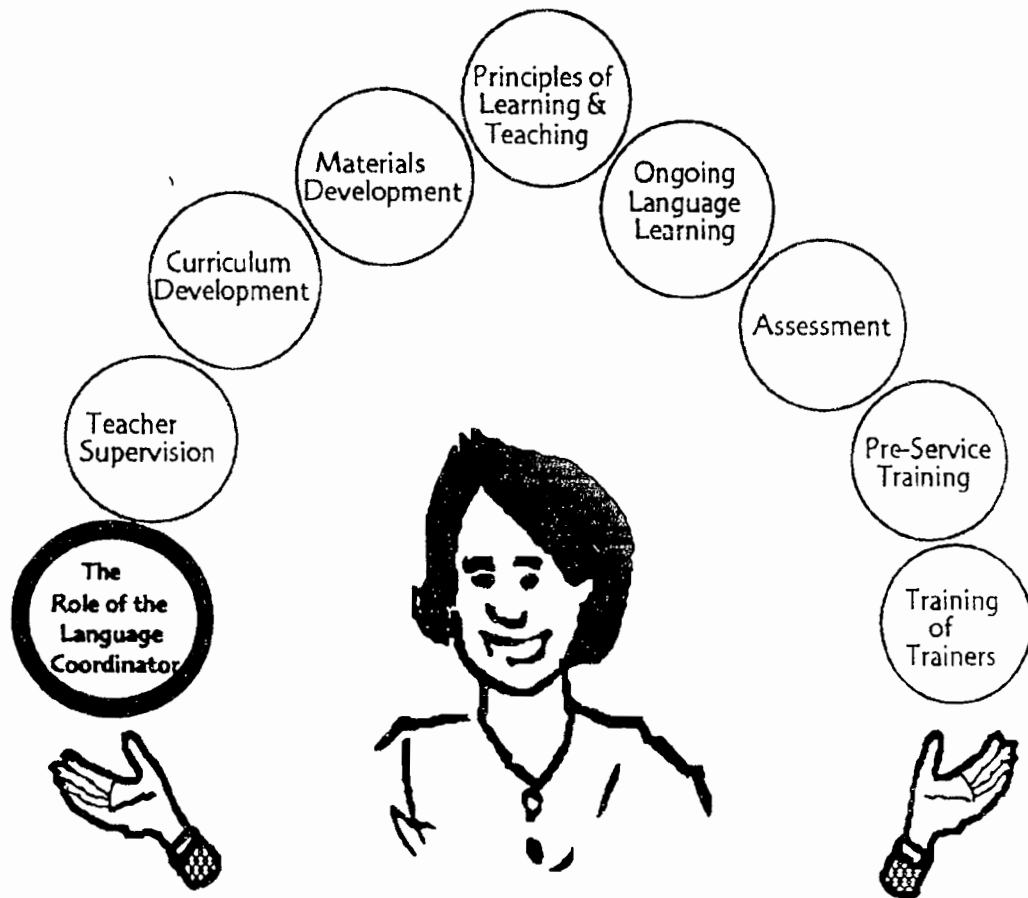 Principles of
Learning &
Teaching
Materials
Development
Ongoing
Language
Learning
Curriculum
Development
Assessment
Teacher
Supervision
Pre-Service
Training
The
Role of the
Language
Coordinator
Training
of
Trainers